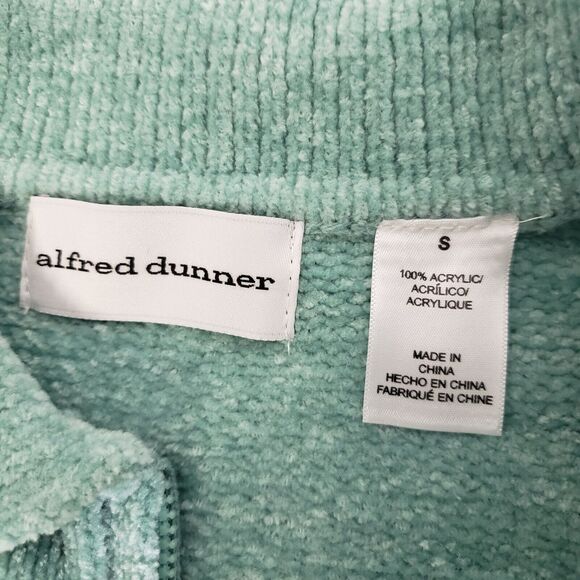 alfred dunner
S
100% ACRYLIC/
ACRÍLICO/
ACRYLIQUE
MADE IN
CHINA
HECHO EN CHINA
FABRIQUÉ EN CHINE